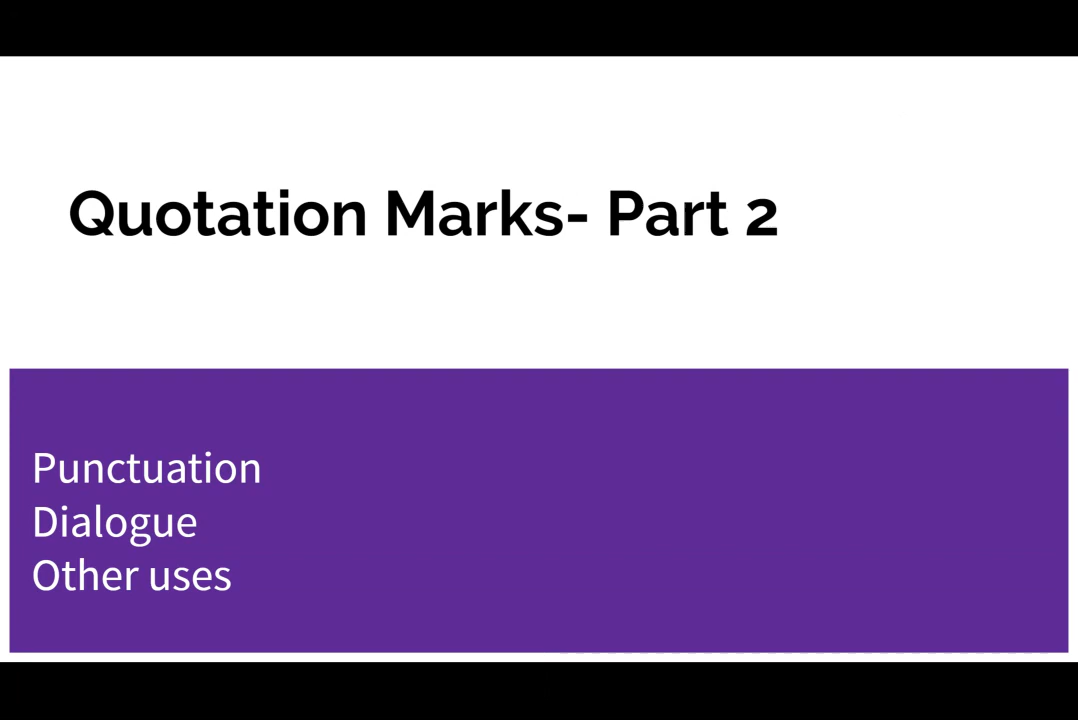 Quotation Marks- Part 2
Punctuation
Dialogue
Other uses